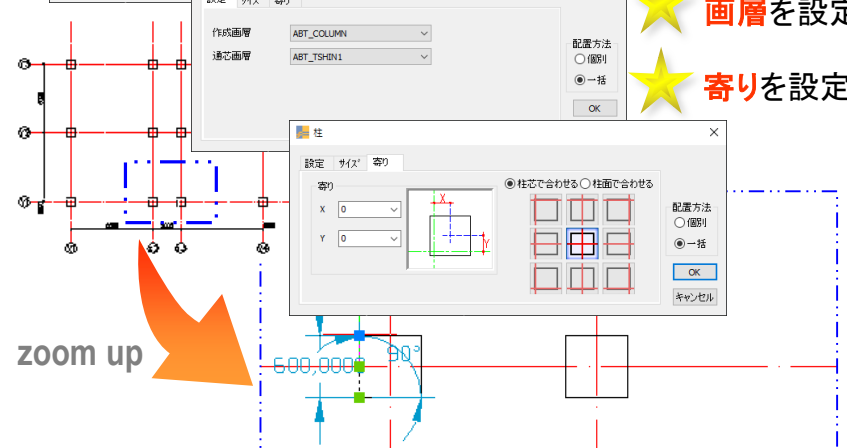 設定 サイズ 寄り
画層を設定
作成画層 ABT_COLUMN
通芯画層 ABT_TSHIN1
配置方法
個別
一括
OK
寄りを設定
柱
設定 サイズ 寄り
寄り
X 0
Y 0
X
Y
柱芯で合わせる 柱面で合わせる
配置方法
個別
一括
OK
キャンセル
zoom up
600,0000 90°